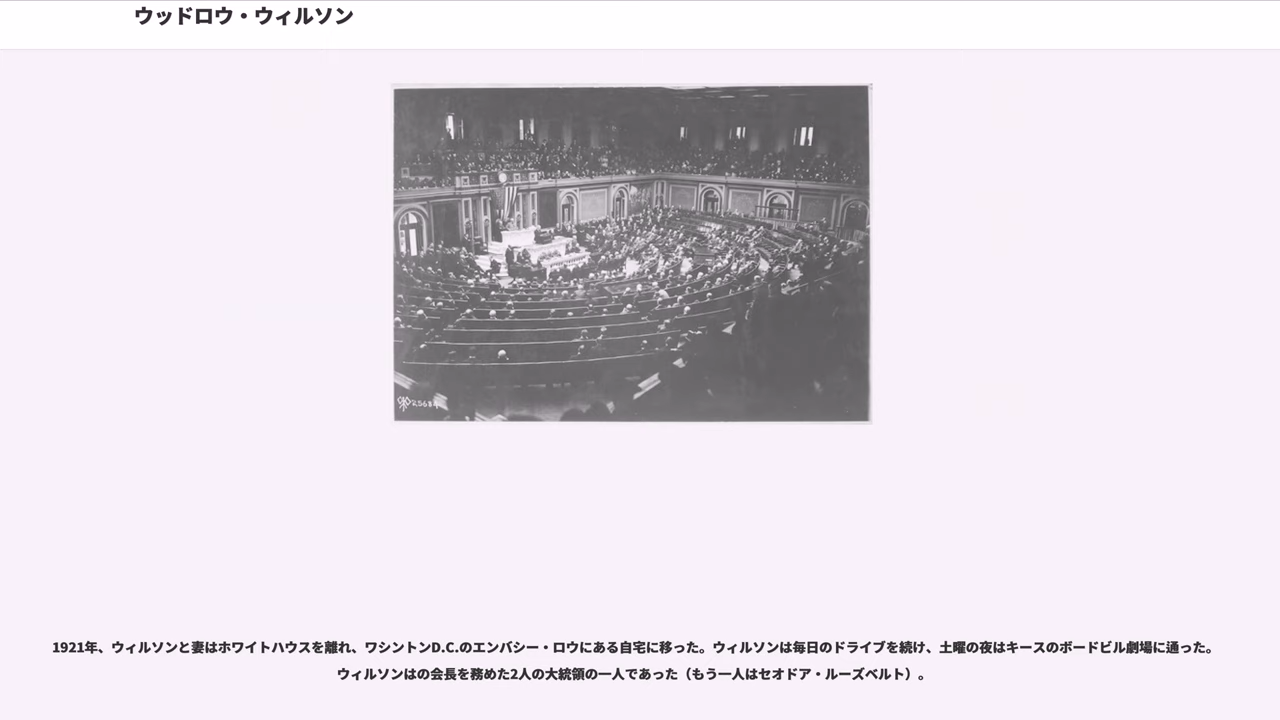 ウッドロウ・ウィルソン
25684
1921年、ウィルソンと妻はホワイトハウスを離れ、ワシントンD.C.のエンバシー・ロウにある自宅に移った。ウィルソンは毎日のドライブを続け、土曜の夜はキースのボードビル劇場に通った。
ウィルソンはの会長を務めた2人の大統領の一人であった（もう一人はセオドア・ルーズベルト）。